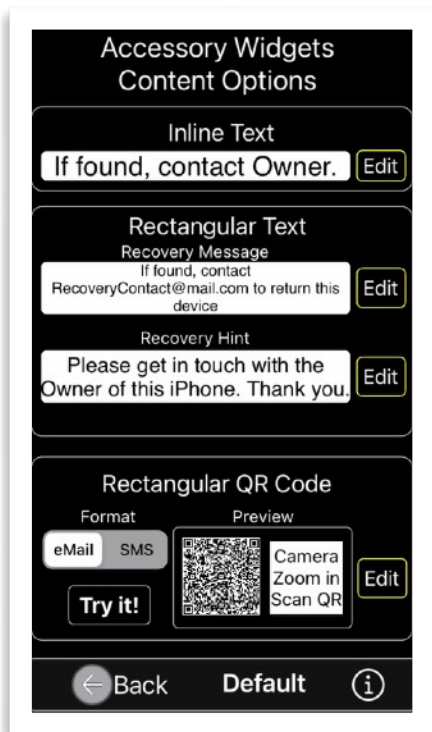 Accessory Widgets
Content Options
Inline Text
If found, contact Owner.
Edit
Rectangular Text
Recovery Message
If found, contact
RecoveryContact@mail.com to return this
device
Edit
Recovery Hint
Please get in touch with the
Owner of this iPhone. Thank you.
Edit
Rectangular QR Code
Format
Preview
eMail
SMS
Try it!
Camera
Zoom in
Scan QR
Edit
Back
Default